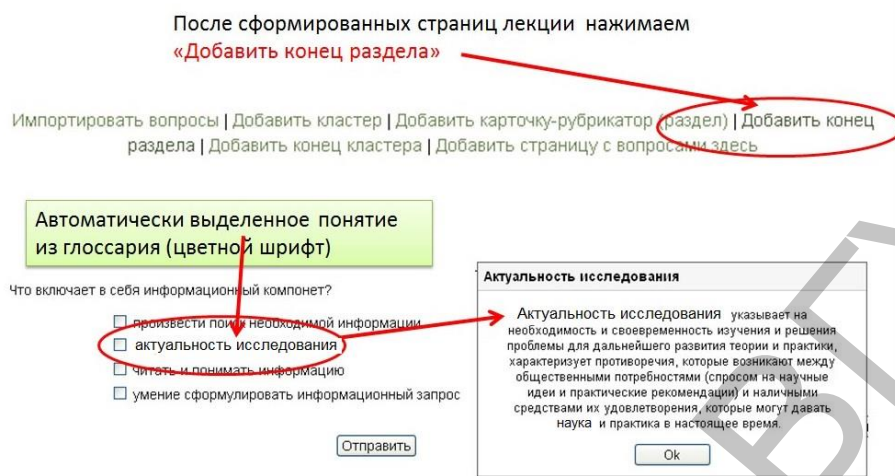 После сформированных страниц лекции нажимаем
«Добавить конец раздела»
Импортировать вопросы | Добавить кластер | Добавить карточку-рубрикатор (раздел) | Добавить конец
раздела | Добавить конец кластера | Добавить страницу с вопросами здесь
Автоматически выделенное понятие
из глоссария (цветной шрифт)
Что включает в себя информационный компонет?
произвести поиск необходимой информации
актуальность исследования
читать и понимать информацию
умение сформулировать информационный запрос
Отправить
Актуальность исследования
Актуальность исследования указывает на
необходимость и своевременность изучения и решения
проблемы для дальнейшего развития теории и практики,
характеризует противоречия, которые возникают между
общественными потребностями (спросом на научные
идеи и практические рекомендации) и наличными
средствами их удовлетворения, которые могут давать
наука и практика в настоящее время.
Ok
ВГУ